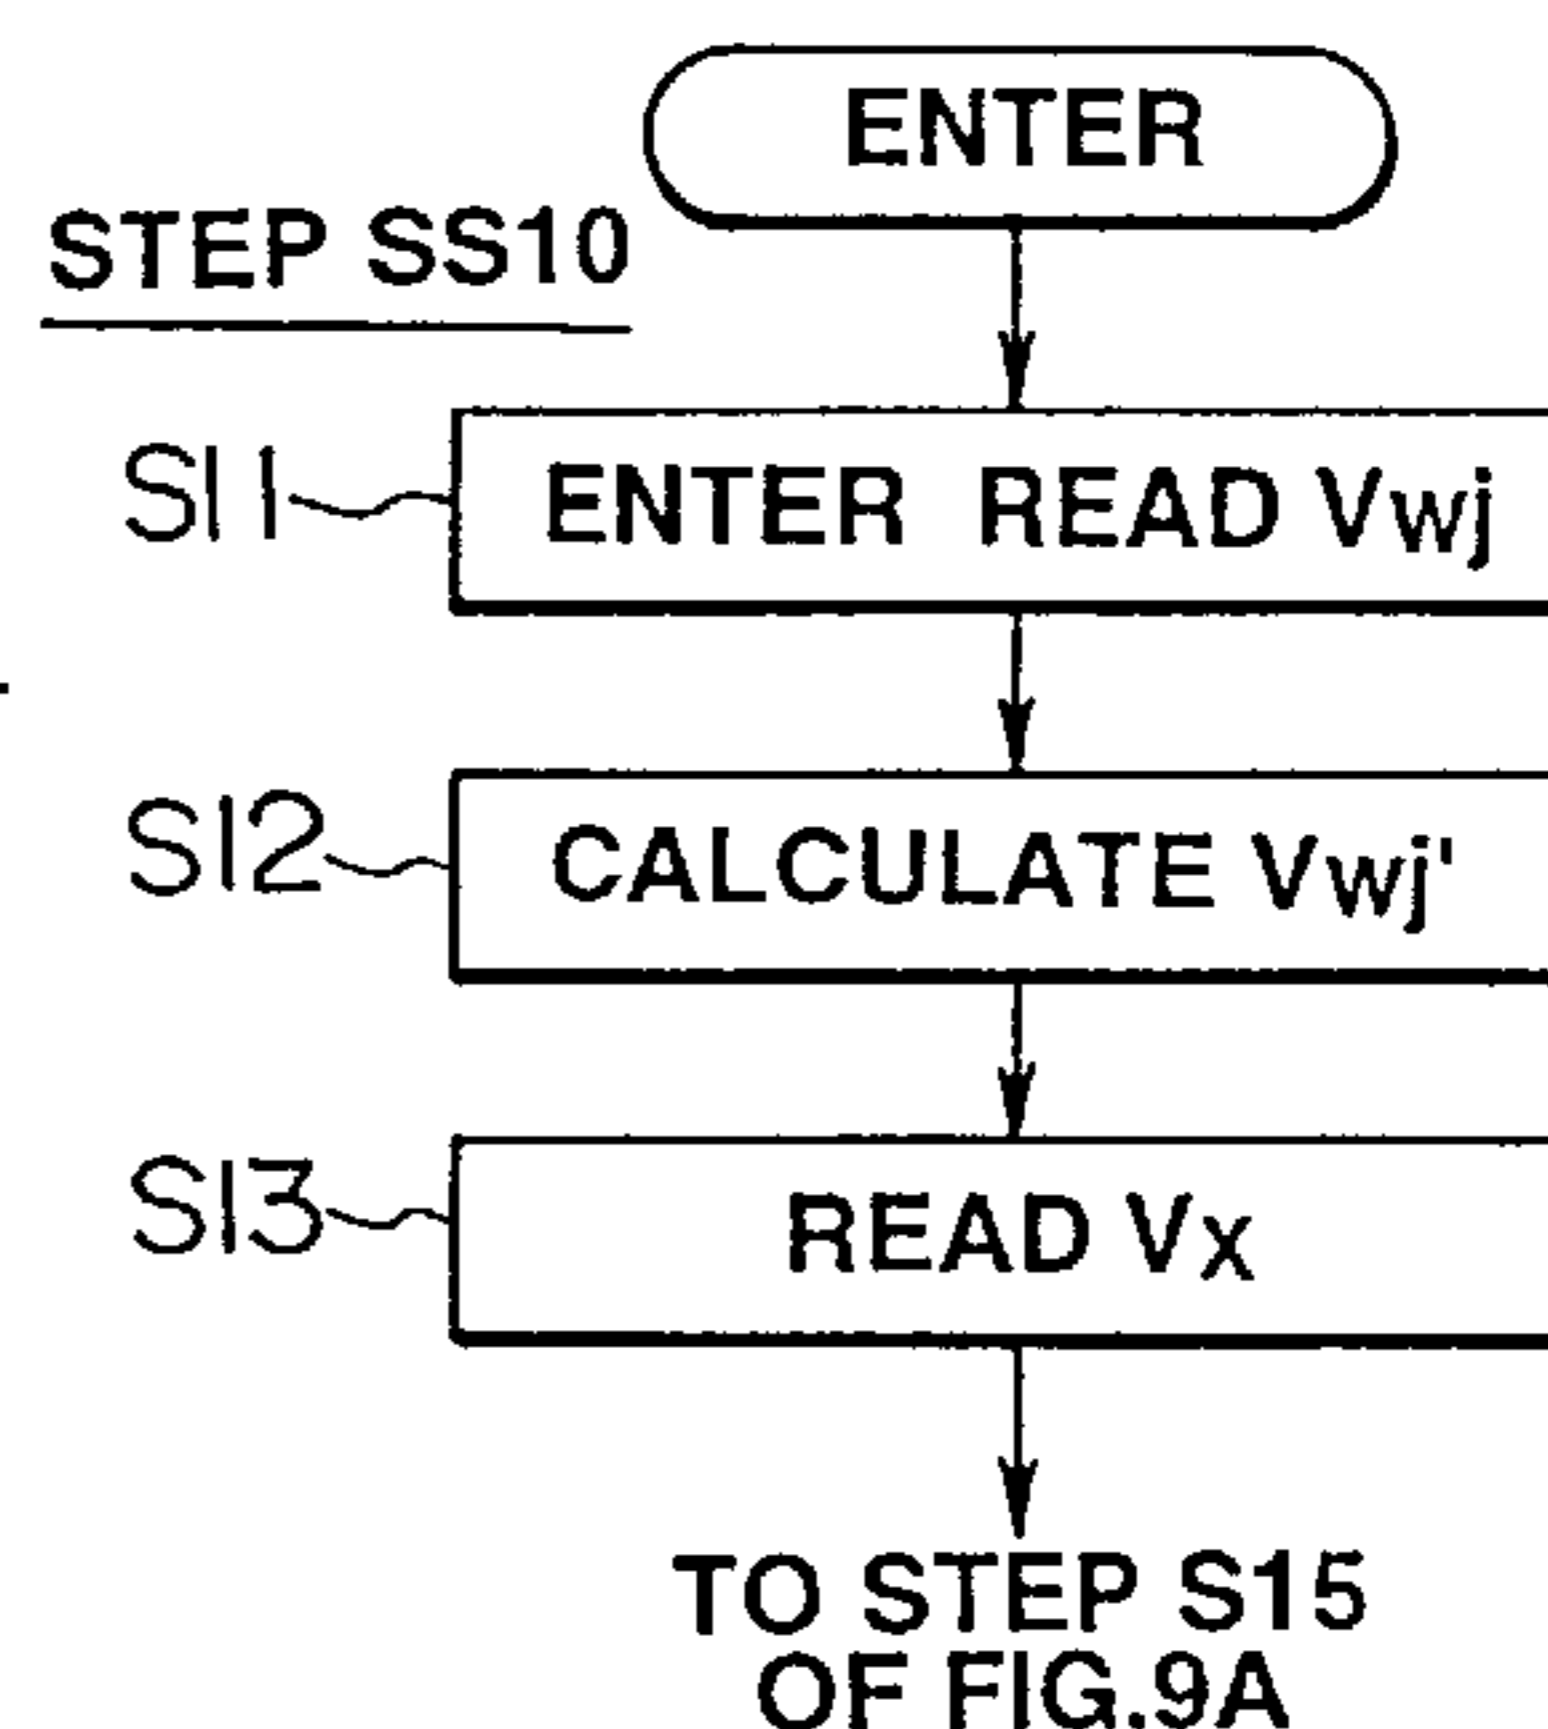 ENTER
STEP SS10
S11 ENTER READ Vwj
S12 CALCULATE Vwj'
S13 READ Vx
TO STEP S15
OF FIG.9A